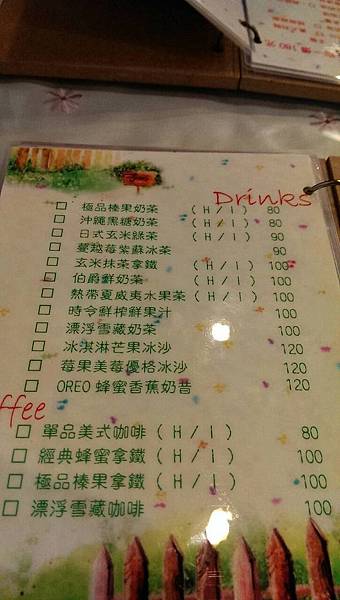 Drinks
□ 極品榛果奶茶 (H/I) 80
□ 沖繩黑糖奶茶 (H/I) 80
□ 日式玄米綠茶 (H/I) 90
□ 蔓越莓紫蘇冰茶 90
□ 玄米抹茶拿鐵 (H/I) 100
□ 伯爵鮮奶茶 (H/I) 100
□ 熱帶夏威夷水果茶 (H/I) 100
□ 時令鮮榨鮮果汁 100
□ 漂浮雪藏奶茶 100
□ 冰淇淋芒果冰沙 120
□ 莓果美莓優格冰沙 120
□ OREO 蜂蜜香蕉奶昔 120
ffee
□ 單品美式咖啡 (H/I) 80
□ 經典蜂蜜拿鐵 (H/I) 100
□ 極品榛果拿鐵 (H/I) 100
□ 漂浮雪藏咖啡 100